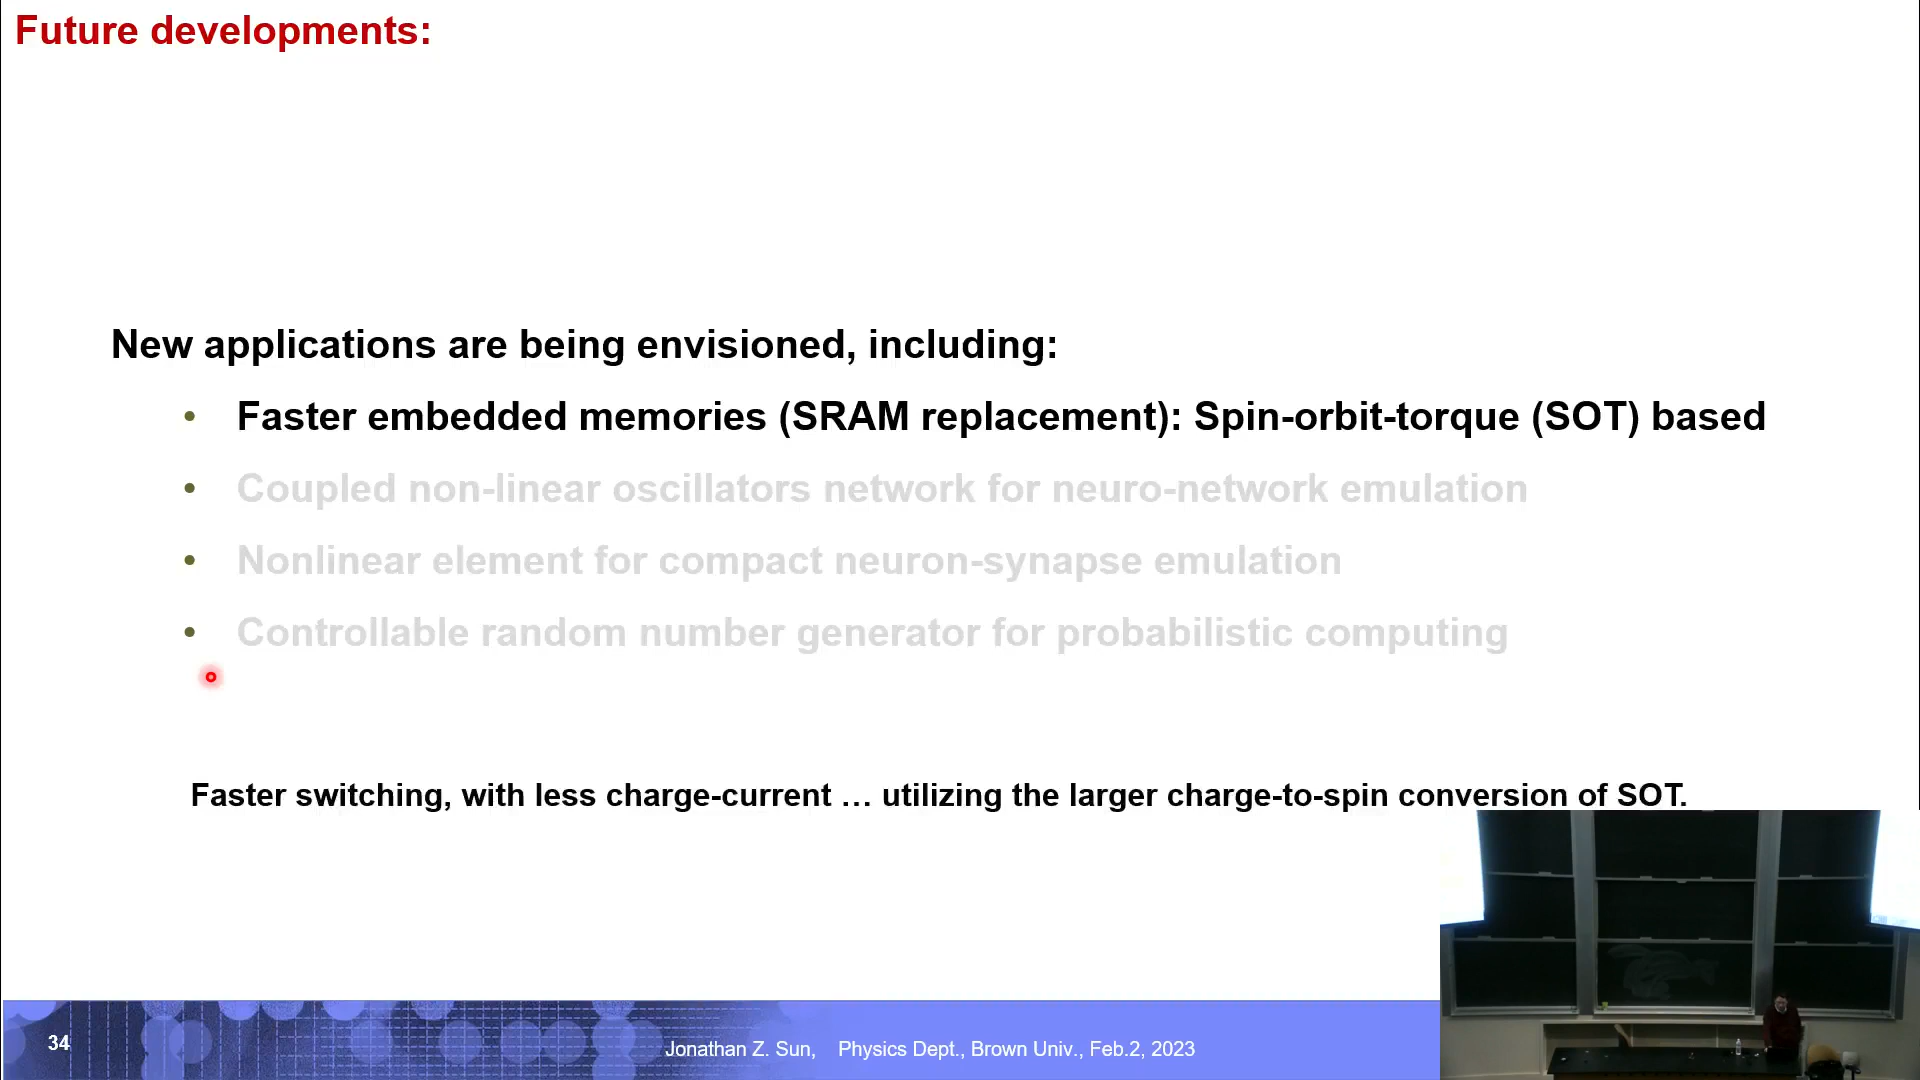 Future developments:
New applications are being envisioned, including:
• Faster embedded memories (SRAM replacement): Spin-orbit-torque (SOT) based
• Coupled non-linear oscillators network for neuro-network emulation
• Nonlinear element for compact neuron-synapse emulation
• Controllable random number generator for probabilistic computing
Faster switching, with less charge-current … utilizing the larger charge-to-spin conversion of SOT.
34
Jonathan Z. Sun, Physics Dept., Brown Univ., Feb.2, 2023